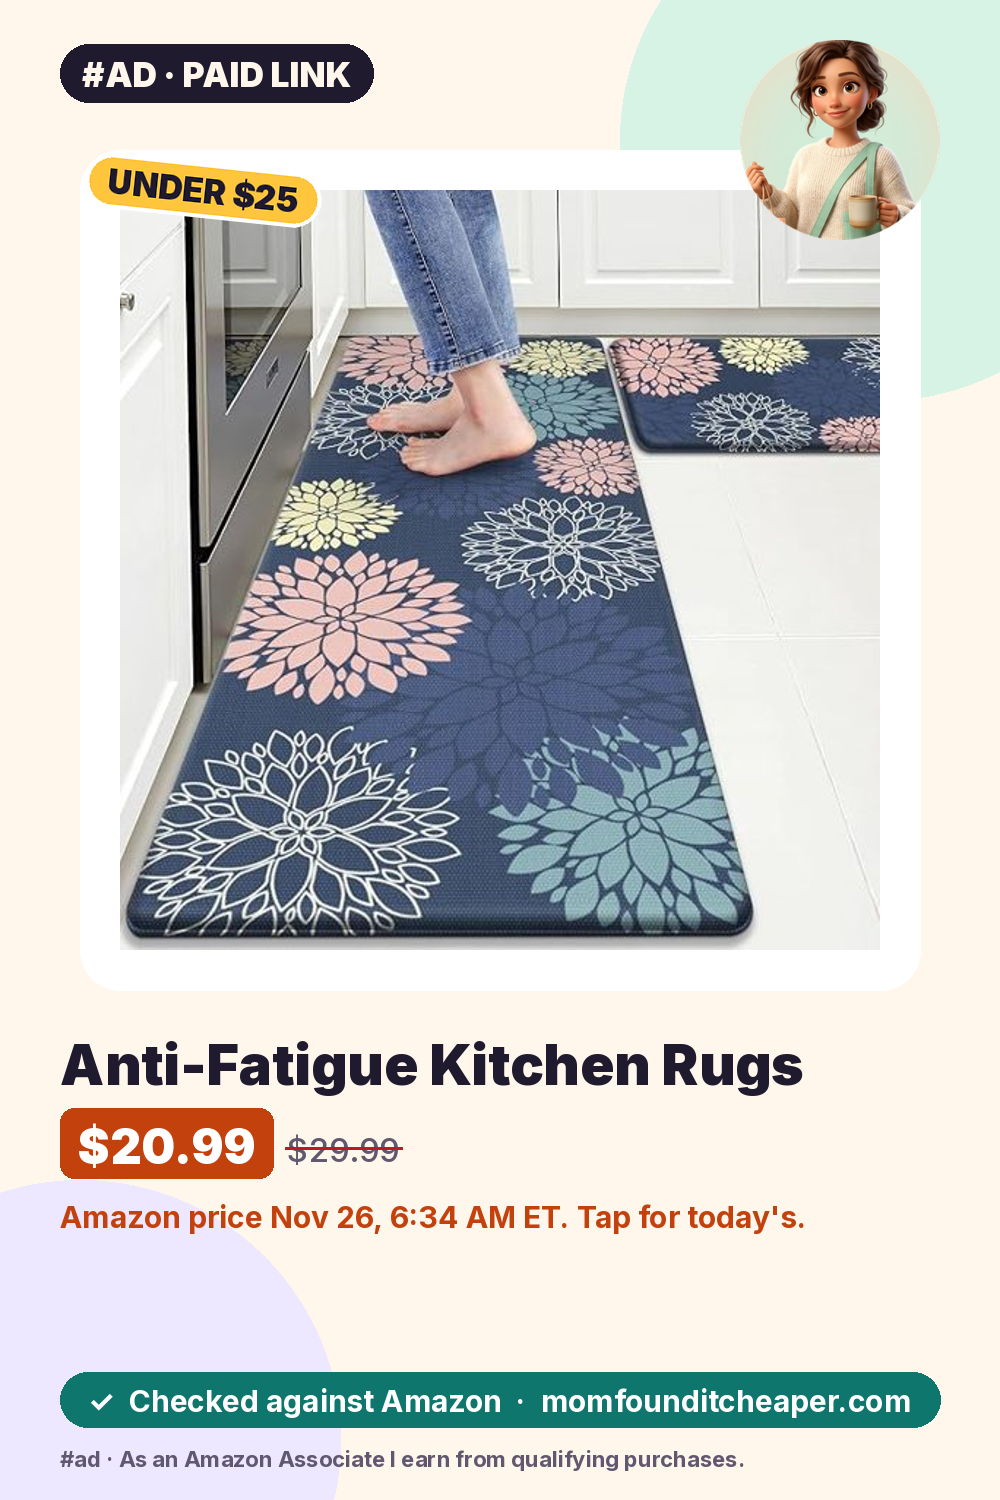 #AD · PAID LINK
UNDER $25
Anti-Fatigue Kitchen Rugs
$20.99 $29.99
Amazon price Nov 26, 6:34 AM ET. Tap for today's.
✓ Checked against Amazon · momfounditcheaper.com
#ad · As an Amazon Associate I earn from qualifying purchases.